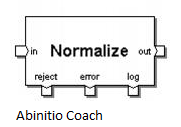 in Normalize out
reject error log
Abinitio Coach